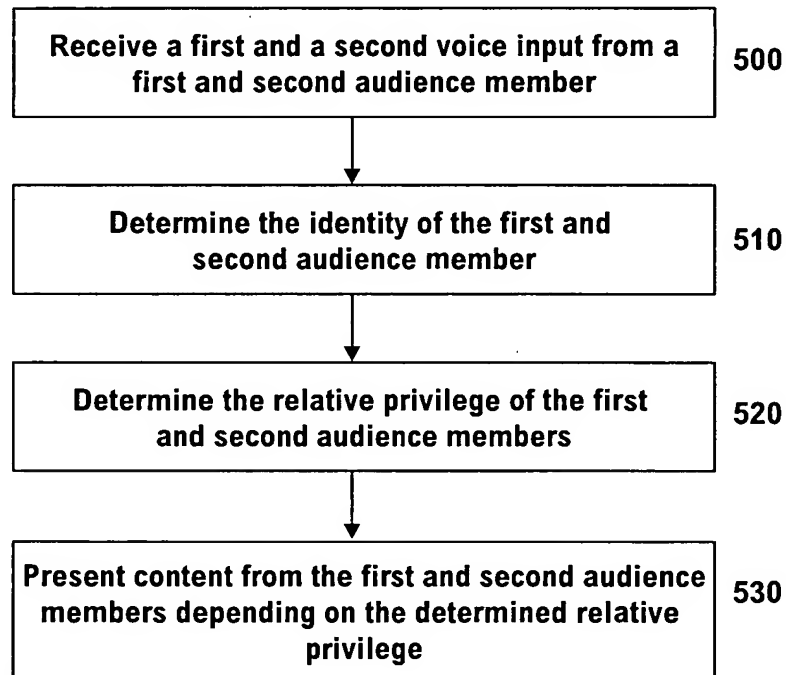 Receive a first and a second voice input from a
first and second audience member
500
Determine the identity of the first and
second audience member
510
Determine the relative privilege of the first
and second audience members
520
Present content from the first and second audience
members depending on the determined relative
privilege
530